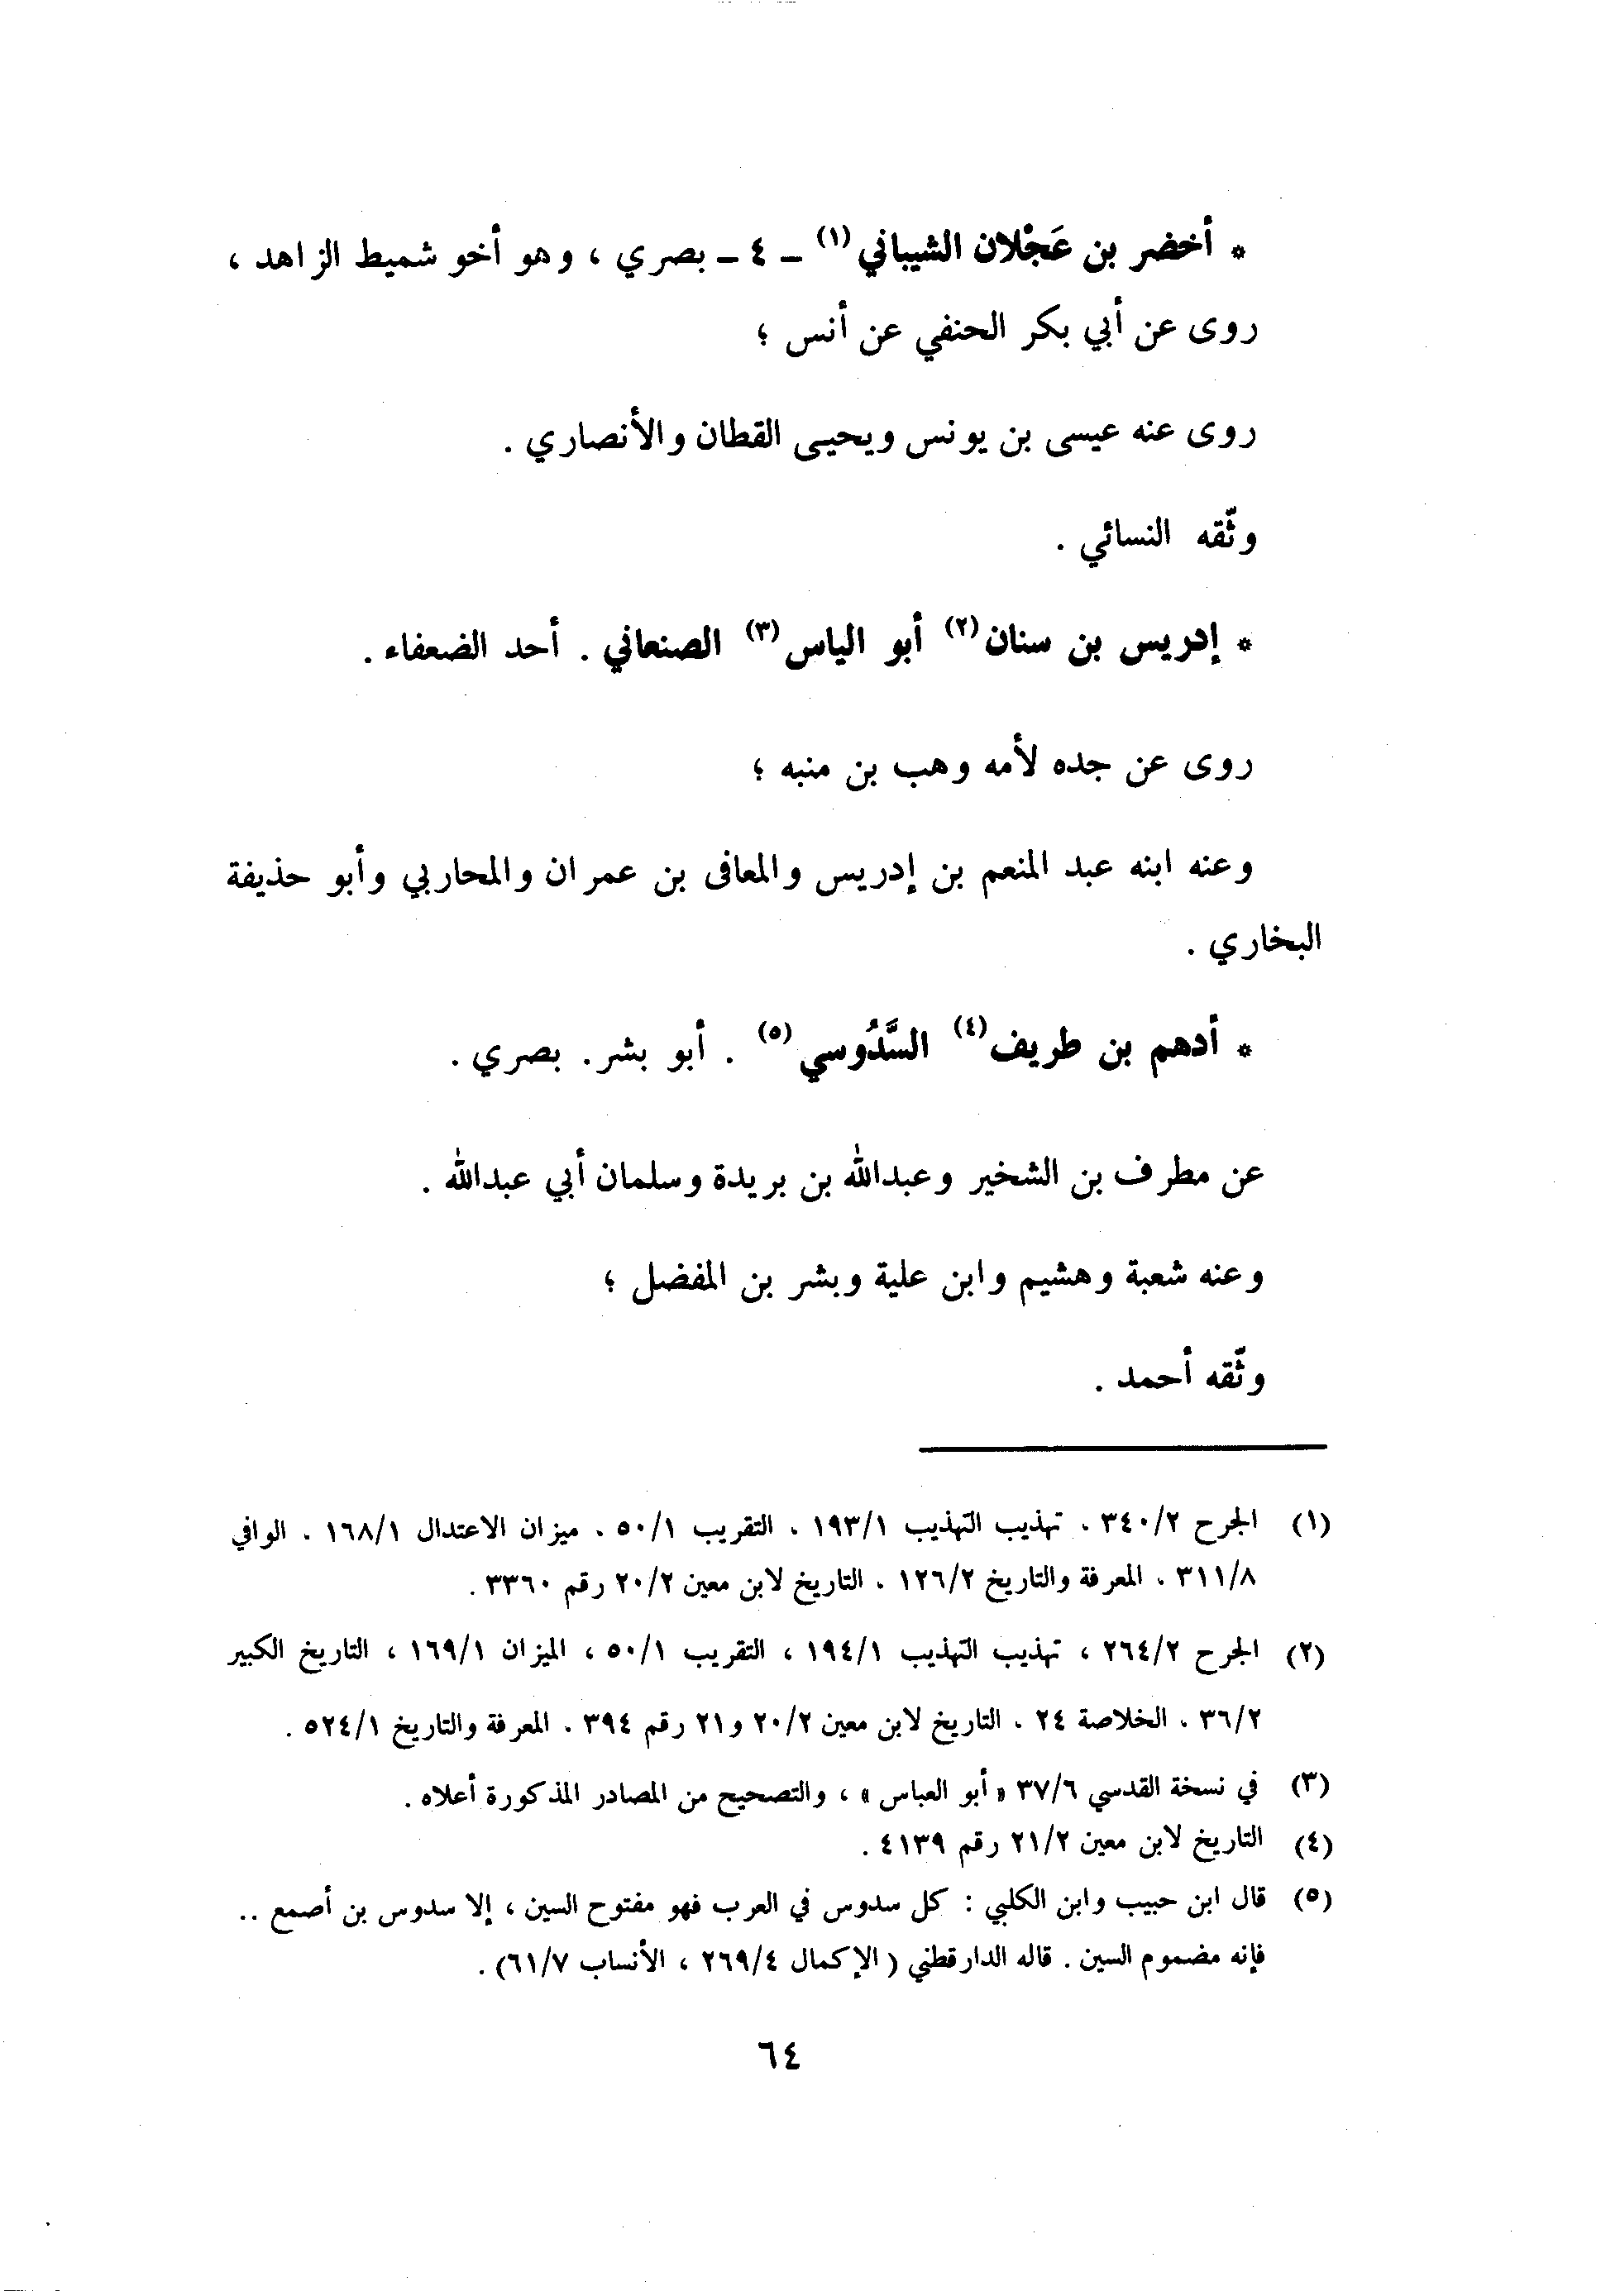 * أخضر بن عَجْلان الشيباني(١) ـ ٤ ـ بصري ، وهو أخو شميط الزاهد ،
روى عن أبي بكر الحنفي عن أنس ؛
روى عنه عيسى بن يونس ويحيى القطان والأنصاري .
وثّقه النسائي .
* إدريس بن سنان(٢) أبو الياس(٣) الصنعاني . أحد الضعفاء .
روى عن جده لأمه وهب بن منبه ؛
وعنه ابنه عبد المنعم بن إدريس والمعافى بن عمران والمحاربي وأبو حذيفة
البخاري .
* أدهم بن طريف(٤) السَّدُوسي(٥) . أبو بشر . بصري .
عن مطرف بن الشخير وعبدالله بن بريدة وسلمان أبي عبدالله .
وعنه شعبة وهشيم وابن علية وبشر بن المفضل ؛
وثّقه أحمد .
(١) الجرح ٣٤٠/٢ . تهذيب التهذيب ١٩٣/١ . التقريب ٥٠/١ . ميزان الاعتدال ١٦٨/١ . الوافي
٣١١/٨ . المعرفة والتاريخ ١٢٦/٢ . التاريخ لابن معين ٢٠/٢ رقم ٣٣٦٠ .
(٢) الجرح ٢٦٤/٢ ، تهذيب التهذيب ١٩٤/١ ، التقريب ٥٠/١ ، الميزان ١٦٩/١ ، التاريخ الكبير
٣٦/٢ . الخلاصة ٢٤ . التاريخ لابن معين ٢٠/٢ و٢١ رقم ٣٩٤ . المعرفة والتاريخ ٥٢٤/١ .
(٣) في نسخة القدسي ٣٧/٦ « أبو العباس » ، والتصحيح من المصادر المذكورة أعلاه .
(٤) التاريخ لابن معين ٢١/٢ رقم ٤١٣٩ .
(٥) قال ابن حبيب وابن الكلبي : كل سدوس في العرب فهو مفتوح السين ، إلا سدوس بن أصمع ..
فإنه مضموم السين . قاله الدارقطني ( الإكمال ٢٦٩/٤ ، الأنساب ٦١/٧) .
٦٤